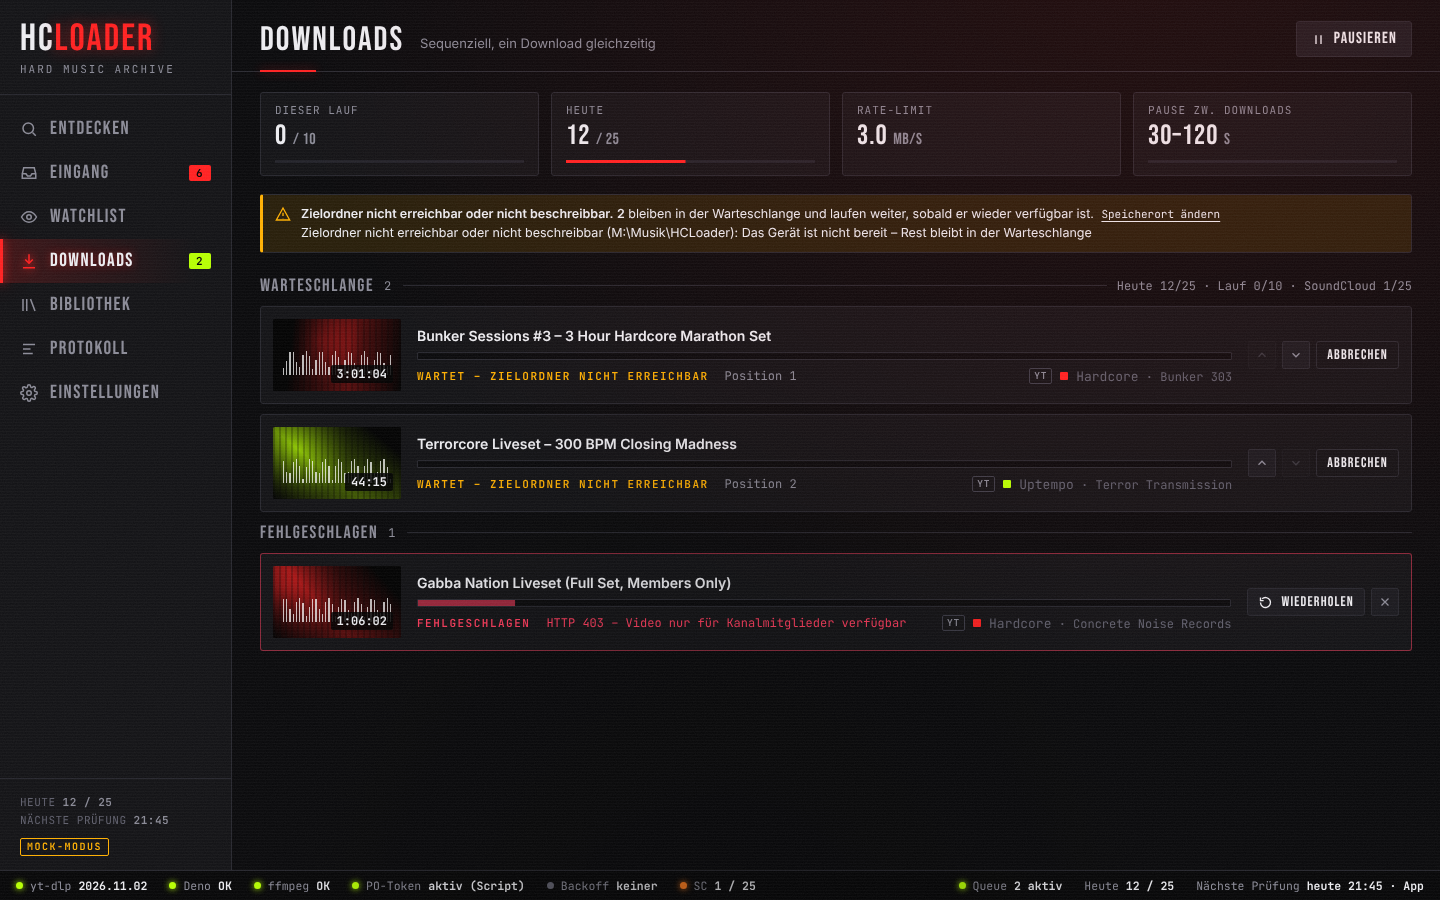 HCLOADER
HARD MUSIC ARCHIVE
ENTDECKEN
EINGANG 6
WATCHLIST
DOWNLOADS 2
BIBLIOTHEK
PROTOKOLL
EINSTELLUNGEN
HEUTE 12 / 25
NÄCHSTE PRÜFUNG 21:45
MOCK-MODUS
DOWNLOADS Sequenziell, ein Download gleichzeitig
PAUSIEREN
DIESER LAUF
0 / 10
HEUTE
12 / 25
RATE-LIMIT
3.0 MB/S
PAUSE ZW. DOWNLOADS
30–120 S
Zielordner nicht erreichbar oder nicht beschreibbar. 2 bleiben in der Warteschlange und laufen weiter, sobald er wieder verfügbar ist. Speicherort ändern
Zielordner nicht erreichbar oder nicht beschreibbar (M:\Musik\HCLoader): Das Gerät ist nicht bereit – Rest bleibt in der Warteschlange
WARTESCHLANGE 2
Heute 12/25 · Lauf 0/10 · SoundCloud 1/25
3:01:04
Bunker Sessions #3 – 3 Hour Hardcore Marathon Set
WARTET – ZIELORDNER NICHT ERREICHBAR Position 1
YT Hardcore · Bunker 303
ABBRECHEN
44:15
Terrorcore Liveset – 300 BPM Closing Madness
WARTET – ZIELORDNER NICHT ERREICHBAR Position 2
YT Uptempo · Terror Transmission
ABBRECHEN
FEHLGESCHLAGEN 1
1:06:02
Gabba Nation Liveset (Full Set, Members Only)
FEHLGESCHLAGEN HTTP 403 – Video nur für Kanalmitglieder verfügbar
YT Hardcore · Concrete Noise Records
WIEDERHOLEN
yt-dlp 2026.11.02 Deno OK ffmpeg OK PO-Token aktiv (Script) Backoff keiner SC 1 / 25 Queue 2 aktiv Heute 12 / 25 Nächste Prüfung heute 21:45 · App